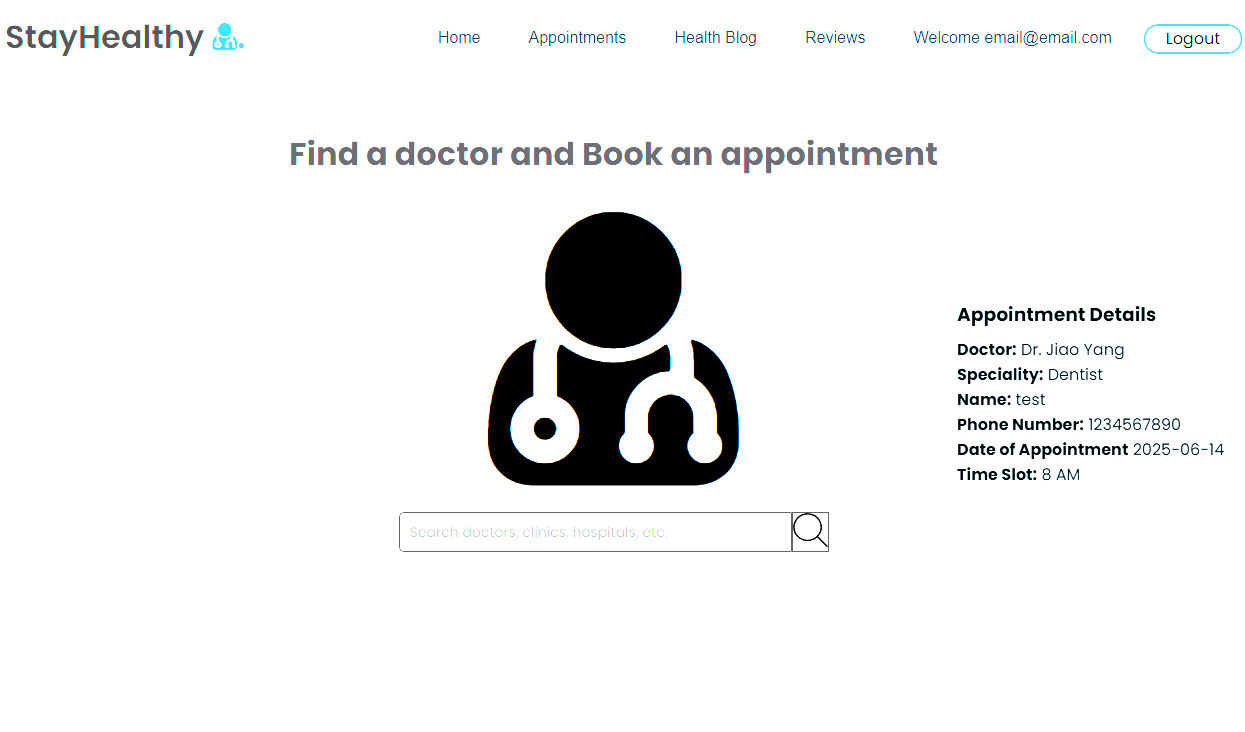 StayHealthy
Home Appointments Health Blog Reviews Welcome email@email.com Logout
Find a doctor and Book an appointment
Appointment Details
Doctor: Dr. Jiao Yang
Speciality: Dentist
Name: test
Phone Number: 1234567890
Date of Appointment 2025-06-14
Time Slot: 8 AM
Search doctors, clinics, hospitals, etc.